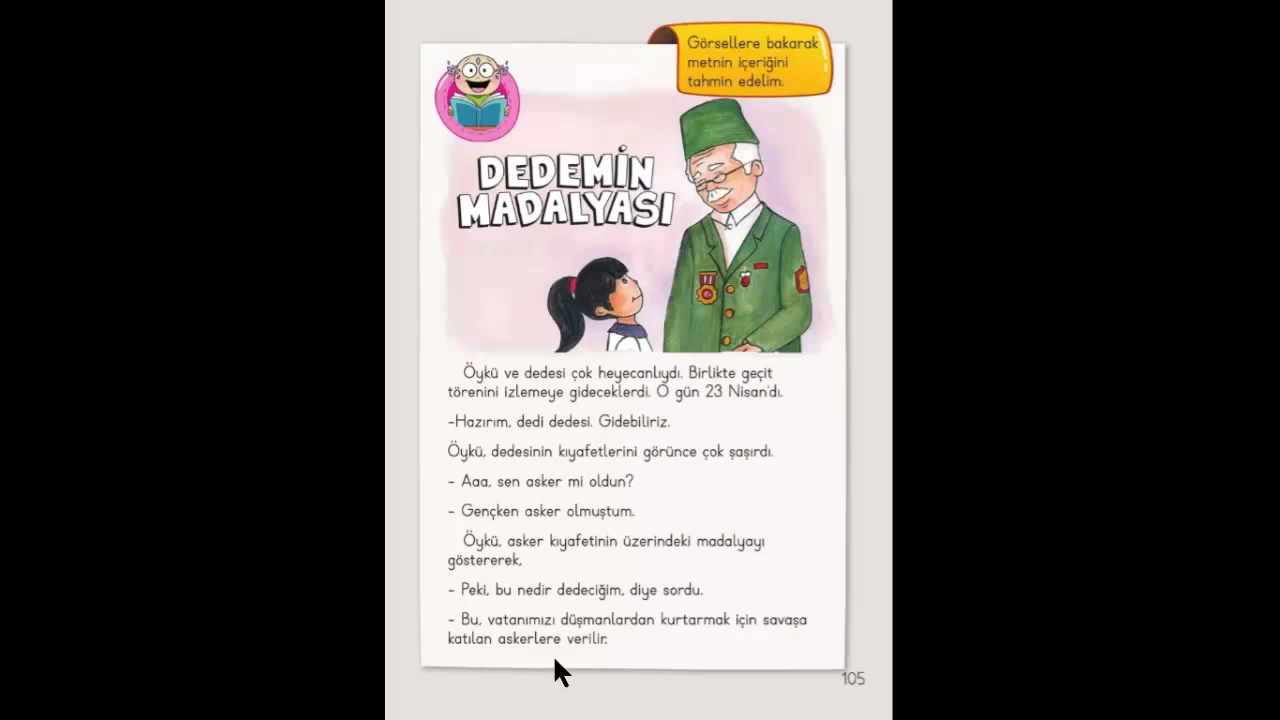 Görsellere bakarak
metnin içeriğini
tahmin edelim.
DEDEMİN
MADALYASI
Öykü ve dedesi çok heyecanlıydı. Birlikte geçit
törenini izlemeye gideceklerdi. O gün 23 Nisan'dı.
-Hazırım, dedi dedesi. Gidebiliriz.
Öykü, dedesinin kıyafetlerini görünce çok şaşırdı.
- Aaa, sen asker mi oldun?
- Gençken asker olmuştum.
Öykü, asker kıyafetinin üzerindeki madalyayı
göstererek,
- Peki, bu nedir dedeciğim, diye sordu.
- Bu, vatanımızı düşmanlardan kurtarmak için savaşa
katılan askerlere verilir.
105